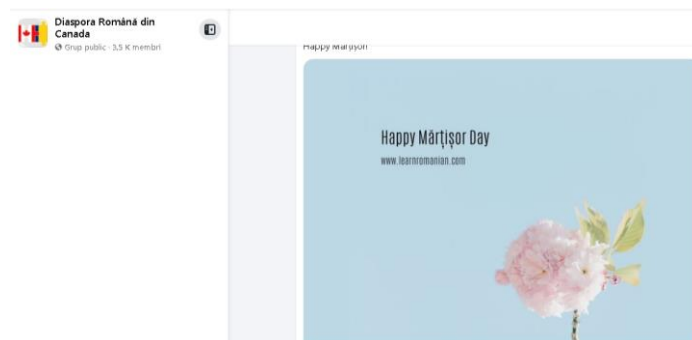 Diaspora Română din
Canada
Grup public · 3,5 K membri
Happy Mărțișor!
Happy Mărțișor Day
www.learnromanian.com